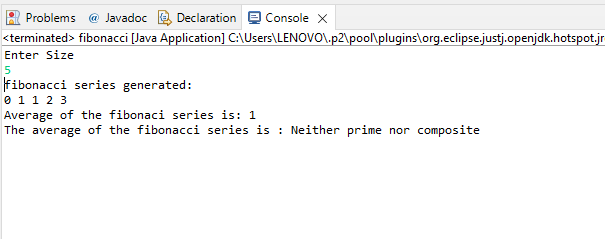 Problems @ Javadoc Declaration Console
<terminated> fibonacci [Java Application] C:\Users\LENOVO\.p2\pool\plugins\org.eclipse.justj.openjdk.hotspot.jr
Enter Size
5
fibonacci series generated:
0 1 1 2 3
Average of the fibonaci series is: 1
The average of the fibonacci series is : Neither prime nor composite